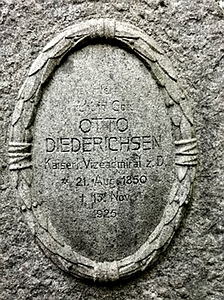 OTTO
DIEDERICHSEN
Kaiserl. Vizeadmiral z. D.
* 21. Aug. 1850
† 13. Nov.
1925